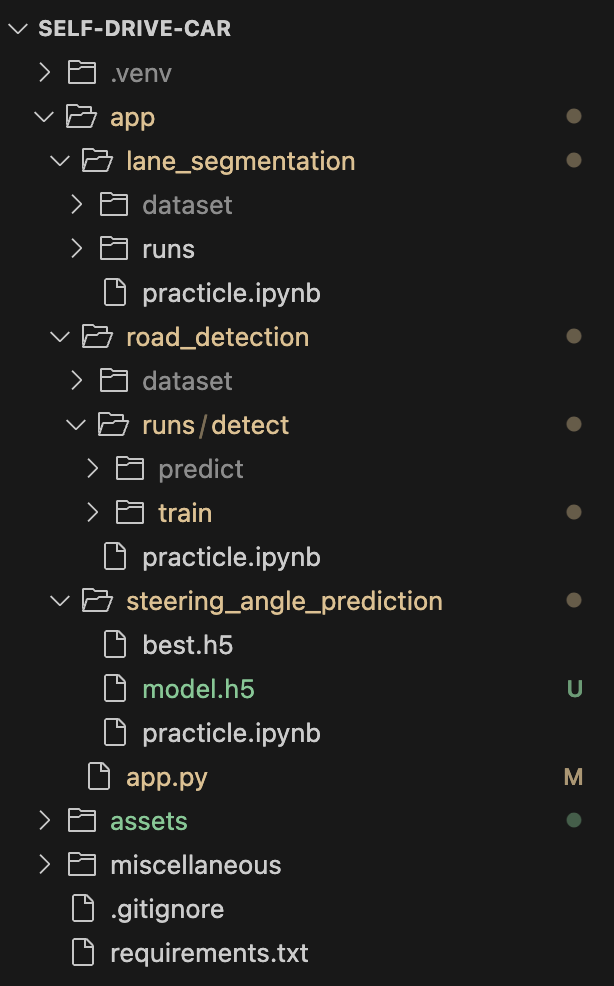 SELF-DRIVE-CAR
.venv
app
lane_segmentation
dataset
runs
practicle.ipynb
road_detection
dataset
runs/detect
predict
train
practicle.ipynb
steering_angle_prediction
best.h5
model.h5 U
practicle.ipynb
app.py M
assets
miscellaneous
.gitignore
requirements.txt